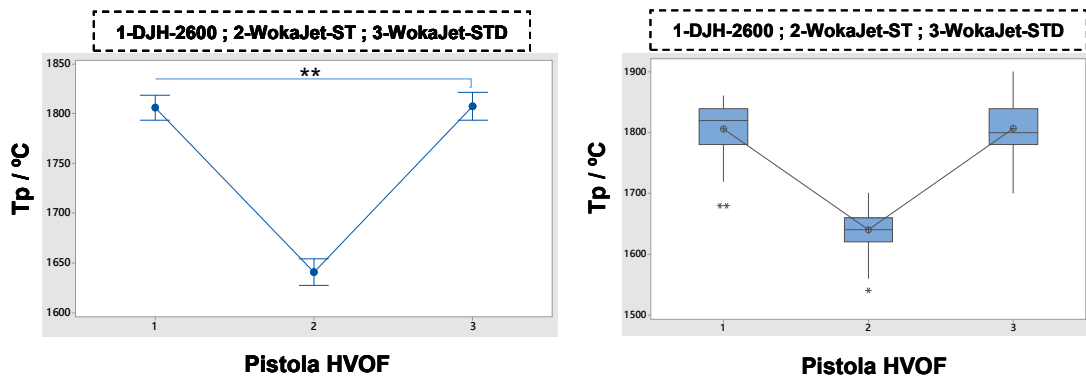 1-DJH-2600 ; 2-WokaJet-ST ; 3-WokaJet-STD
1850
1800
1750
1700
1650
1600
**
Tp / ºC
1 2 3
Pistola HVOF
1-DJH-2600 ; 2-WokaJet-ST ; 3-WokaJet-STD
1900
1800
1700
1600
1500
**
*
Tp / ºC
1 2 3
Pistola HVOF